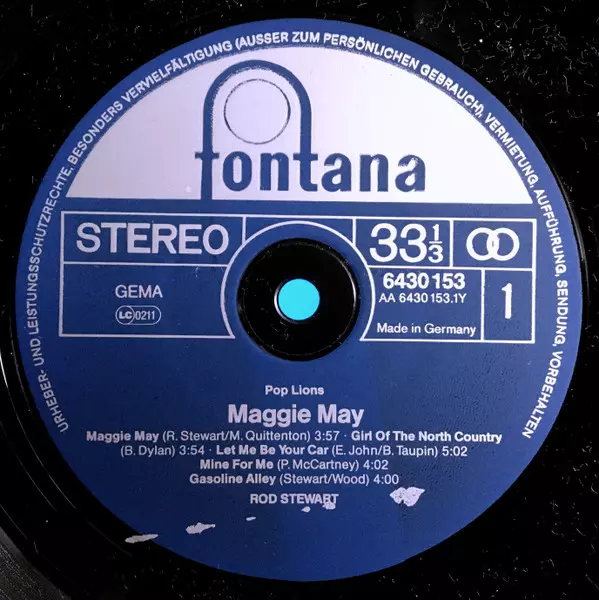 URHEBER- UND LEISTUNGSSCHUTZRECHTE, BESONDERS VERVIELFÄLTIGUNG (AUSSER ZUM PERSÖNLICHEN GEBRAUCH), VERMIETUNG, AUFFÜHRUNG, SENDUNG, VORBEHALTEN
fontana
STEREO
33 1/3
GEMA
LC 0211
6430 153
AA 6430 153.1Y
1
Made in Germany
Pop Lions
Maggie May
Maggie May (R. Stewart/M. Quittenton) 3:57 · Girl Of The North Country
(B. Dylan) 3:54 · Let Me Be Your Car (E. John/B. Taupin) 5:02
Mine For Me (P. McCartney) 4:02
Gasoline Alley (Stewart/Wood) 4:00
ROD STEWART